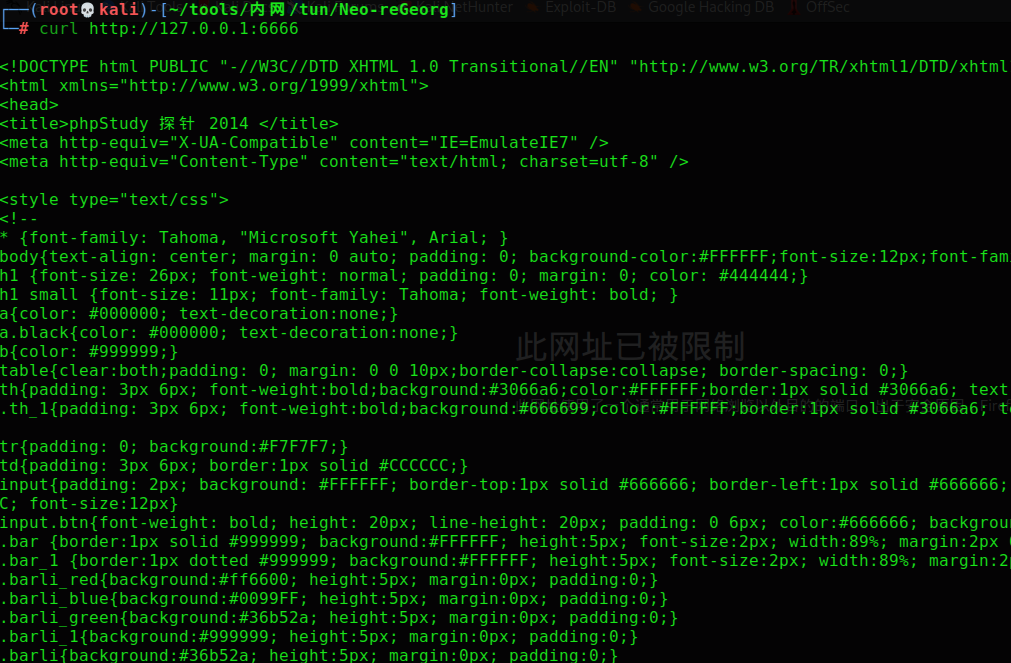 Hunter Exploit-DB Google Hacking DB OffSec
(root💀kali)-[~/tools/内网/tun/Neo-reGeorg]
# curl http://127.0.0.1:6666
<!DOCTYPE html PUBLIC "-//W3C//DTD XHTML 1.0 Transitional//EN" "http://www.w3.org/TR/xhtml1/DTD/xhtml
<html xmlns="http://www.w3.org/1999/xhtml">
<head>
<title>phpStudy 探针 2014 </title>
<meta http-equiv="X-UA-Compatible" content="IE=EmulateIE7" />
<meta http-equiv="Content-Type" content="text/html; charset=utf-8" />
<style type="text/css">
<!--
* {font-family: Tahoma, "Microsoft Yahei", Arial; }
body{text-align: center; margin: 0 auto; padding: 0; background-color:#FFFFFF;font-size:12px;font-fam
h1 {font-size: 26px; font-weight: normal; padding: 0; margin: 0; color: #444444;}
h1 small {font-size: 11px; font-family: Tahoma; font-weight: bold; }
a{color: #000000; text-decoration:none;}
a.black{color: #000000; text-decoration:none;}
此网址已被限制
b{color: #999999;}
table{clear:both;padding: 0; margin: 0 0 10px;border-collapse:collapse; border-spacing: 0;}
th{padding: 3px 6px; font-weight:bold;background:#3066a6;color:#FFFFFF;border:1px solid #3066a6; text
.th_1{padding: 3px 6px; font-weight:bold;background:#666699;color:#FFFFFF;border:1px solid #3066a6; te
tr{padding: 0; background:#F7F7F7;}
td{padding: 3px 6px; border:1px solid #CCCCCC;}
input{padding: 2px; background: #FFFFFF; border-top:1px solid #666666; border-left:1px solid #666666;
C; font-size:12px}
input.btn{font-weight: bold; height: 20px; line-height: 20px; padding: 0 6px; color:#666666; backgrou
.bar {border:1px solid #999999; background:#FFFFFF; height:5px; font-size:2px; width:89%; margin:2px
.bar_1 {border:1px dotted #999999; background:#FFFFFF; height:5px; font-size:2px; width:89%; margin:2p
.barli_red{background:#ff6600; height:5px; margin:0px; padding:0;}
.barli_blue{background:#0099FF; height:5px; margin:0px; padding:0;}
.barli_green{background:#36b52a; height:5px; margin:0px; padding:0;}
.barli_1{background:#999999; height:5px; margin:0px; padding:0;}
.barli{background:#36b52a; height:5px; margin:0px; padding:0;}